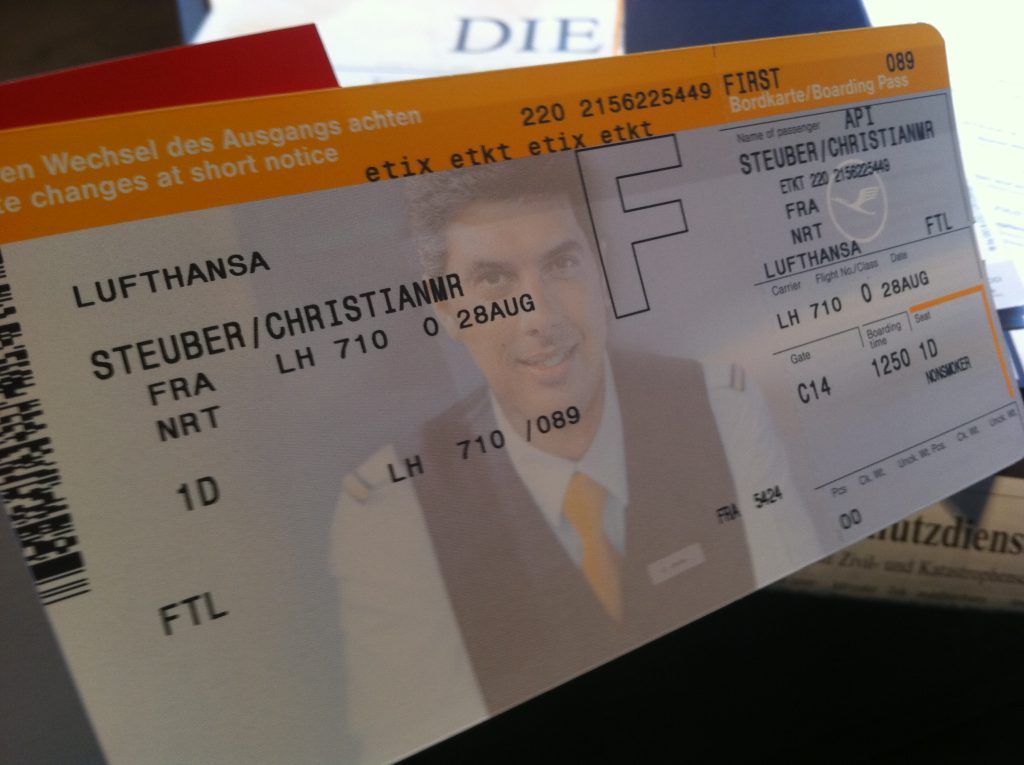 DIE
220 2156225449 FIRST 089
en Wechsel des Ausgangs achten
e changes at short notice
etix etkt etix etkt
Bordkarte/Boarding Pass
LUFTHANSA
STEUBER/CHRISTIANMR
LH 710 O 28AUG
FRA
NRT
LH 710 /089
1D
FTL
F
Name of passenger API
STEUBER/CHRISTIANMR
ETKT 220 2156225449
FRA
NRT FTL
LUFTHANSA
Carrier Flight No./Class Date
LH 710 O 28AUG
Gate Boarding time Seat
C14 1250 1D
NONSMOKER
Pcs Ck. Wt. Unck. Wt. Pcs. Ck. Wt. Unck. Wt.
FRA 5424
00
utzdiens
Zivil- und Katastrophens